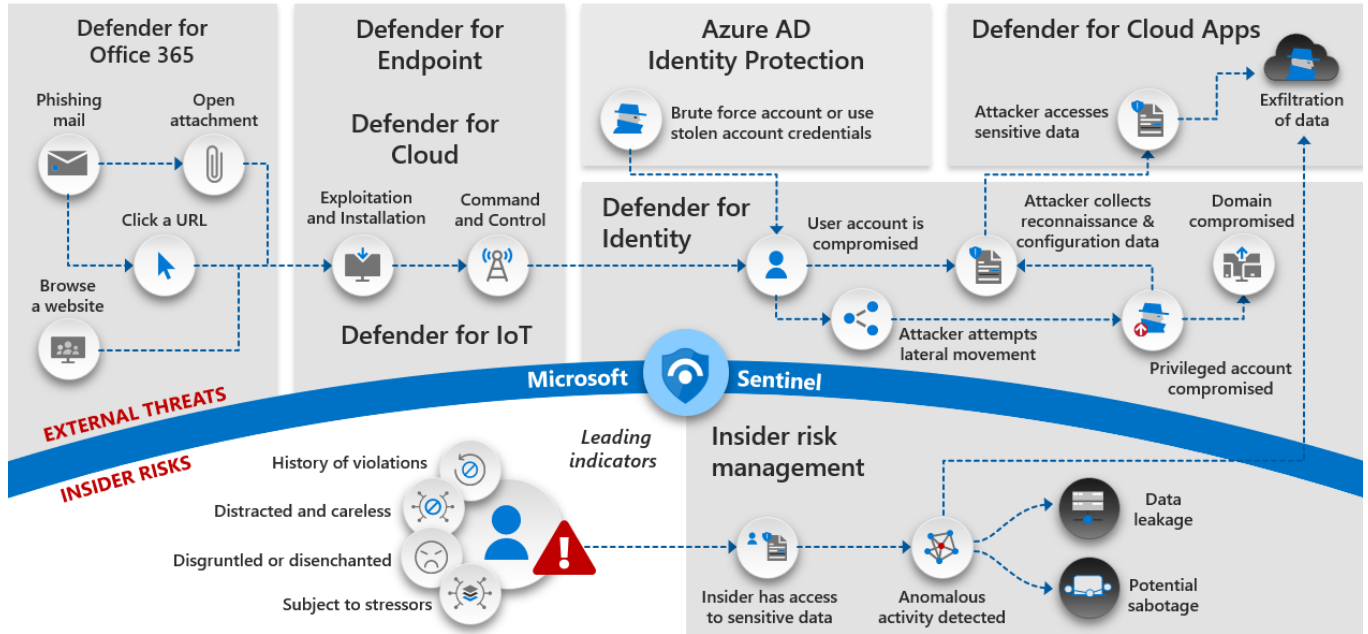 Defender for
Office 365
Phishing
mail
Open
attachment
Click a URL
Browse
a website
Defender for
Endpoint
Defender for
Cloud
Exploitation
and Installation
Command
and Control
Defender for IoT
Azure AD
Identity Protection
Brute force account or use
stolen account credentials
Defender for Cloud Apps
Attacker accesses
sensitive data
Exfiltration
of data
Defender for
Identity
User account is
compromised
Attacker collects
reconnaissance &
configuration data
Domain
compromised
Attacker attempts
lateral movement
Privileged account
compromised
Microsoft Sentinel
EXTERNAL THREATS
INSIDER RISKS
Leading
indicators
History of violations
Distracted and careless
Disgruntled or disenchanted
Subject to stressors
Insider risk
management
Insider has access
to sensitive data
Anomalous
activity detected
Data
leakage
Potential
sabotage